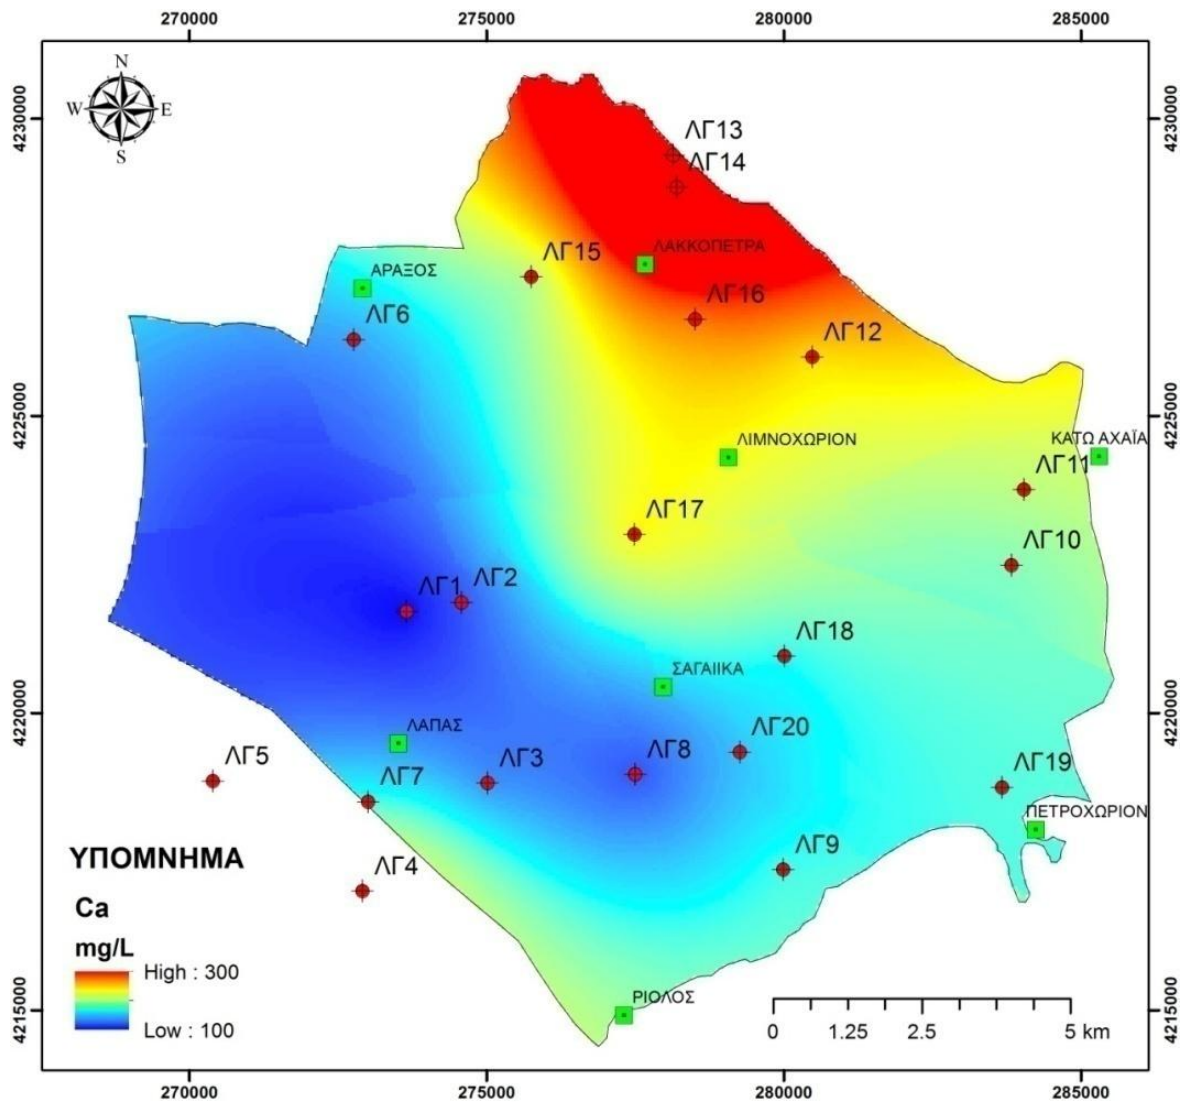 270000 275000 280000 285000
N
W E
S
4230000 4230000
ΛΓ13
ΛΓ14
ΛΑΚΚΟΠΕΤΡΑ
ΛΓ15
ΑΡΑΞΟΣ
ΛΓ16
ΛΓ6
ΛΓ12
4225000 4225000
ΛΙΜΝΟΧΩΡΙΟΝ
ΚΑΤΩ ΑΧΑΪΑ
ΛΓ11
ΛΓ17
ΛΓ10
ΛΓ1 ΛΓ2
ΛΓ18
ΣΑΓΑΙΙΚΑ
4220000 4220000
ΛΑΠΑΣ
ΛΓ20
ΛΓ5 ΛΓ3 ΛΓ8
ΛΓ7
ΛΓ19
ΠΕΤΡΟΧΩΡΙΟΝ
ΥΠΟΜΝΗΜΑ
ΛΓ4
ΛΓ9
Ca
mg/L
High : 300
Low : 100
ΡΙΟΛΟΣ
4215000 4215000
0 1.25 2.5 5 km
270000 275000 280000 285000